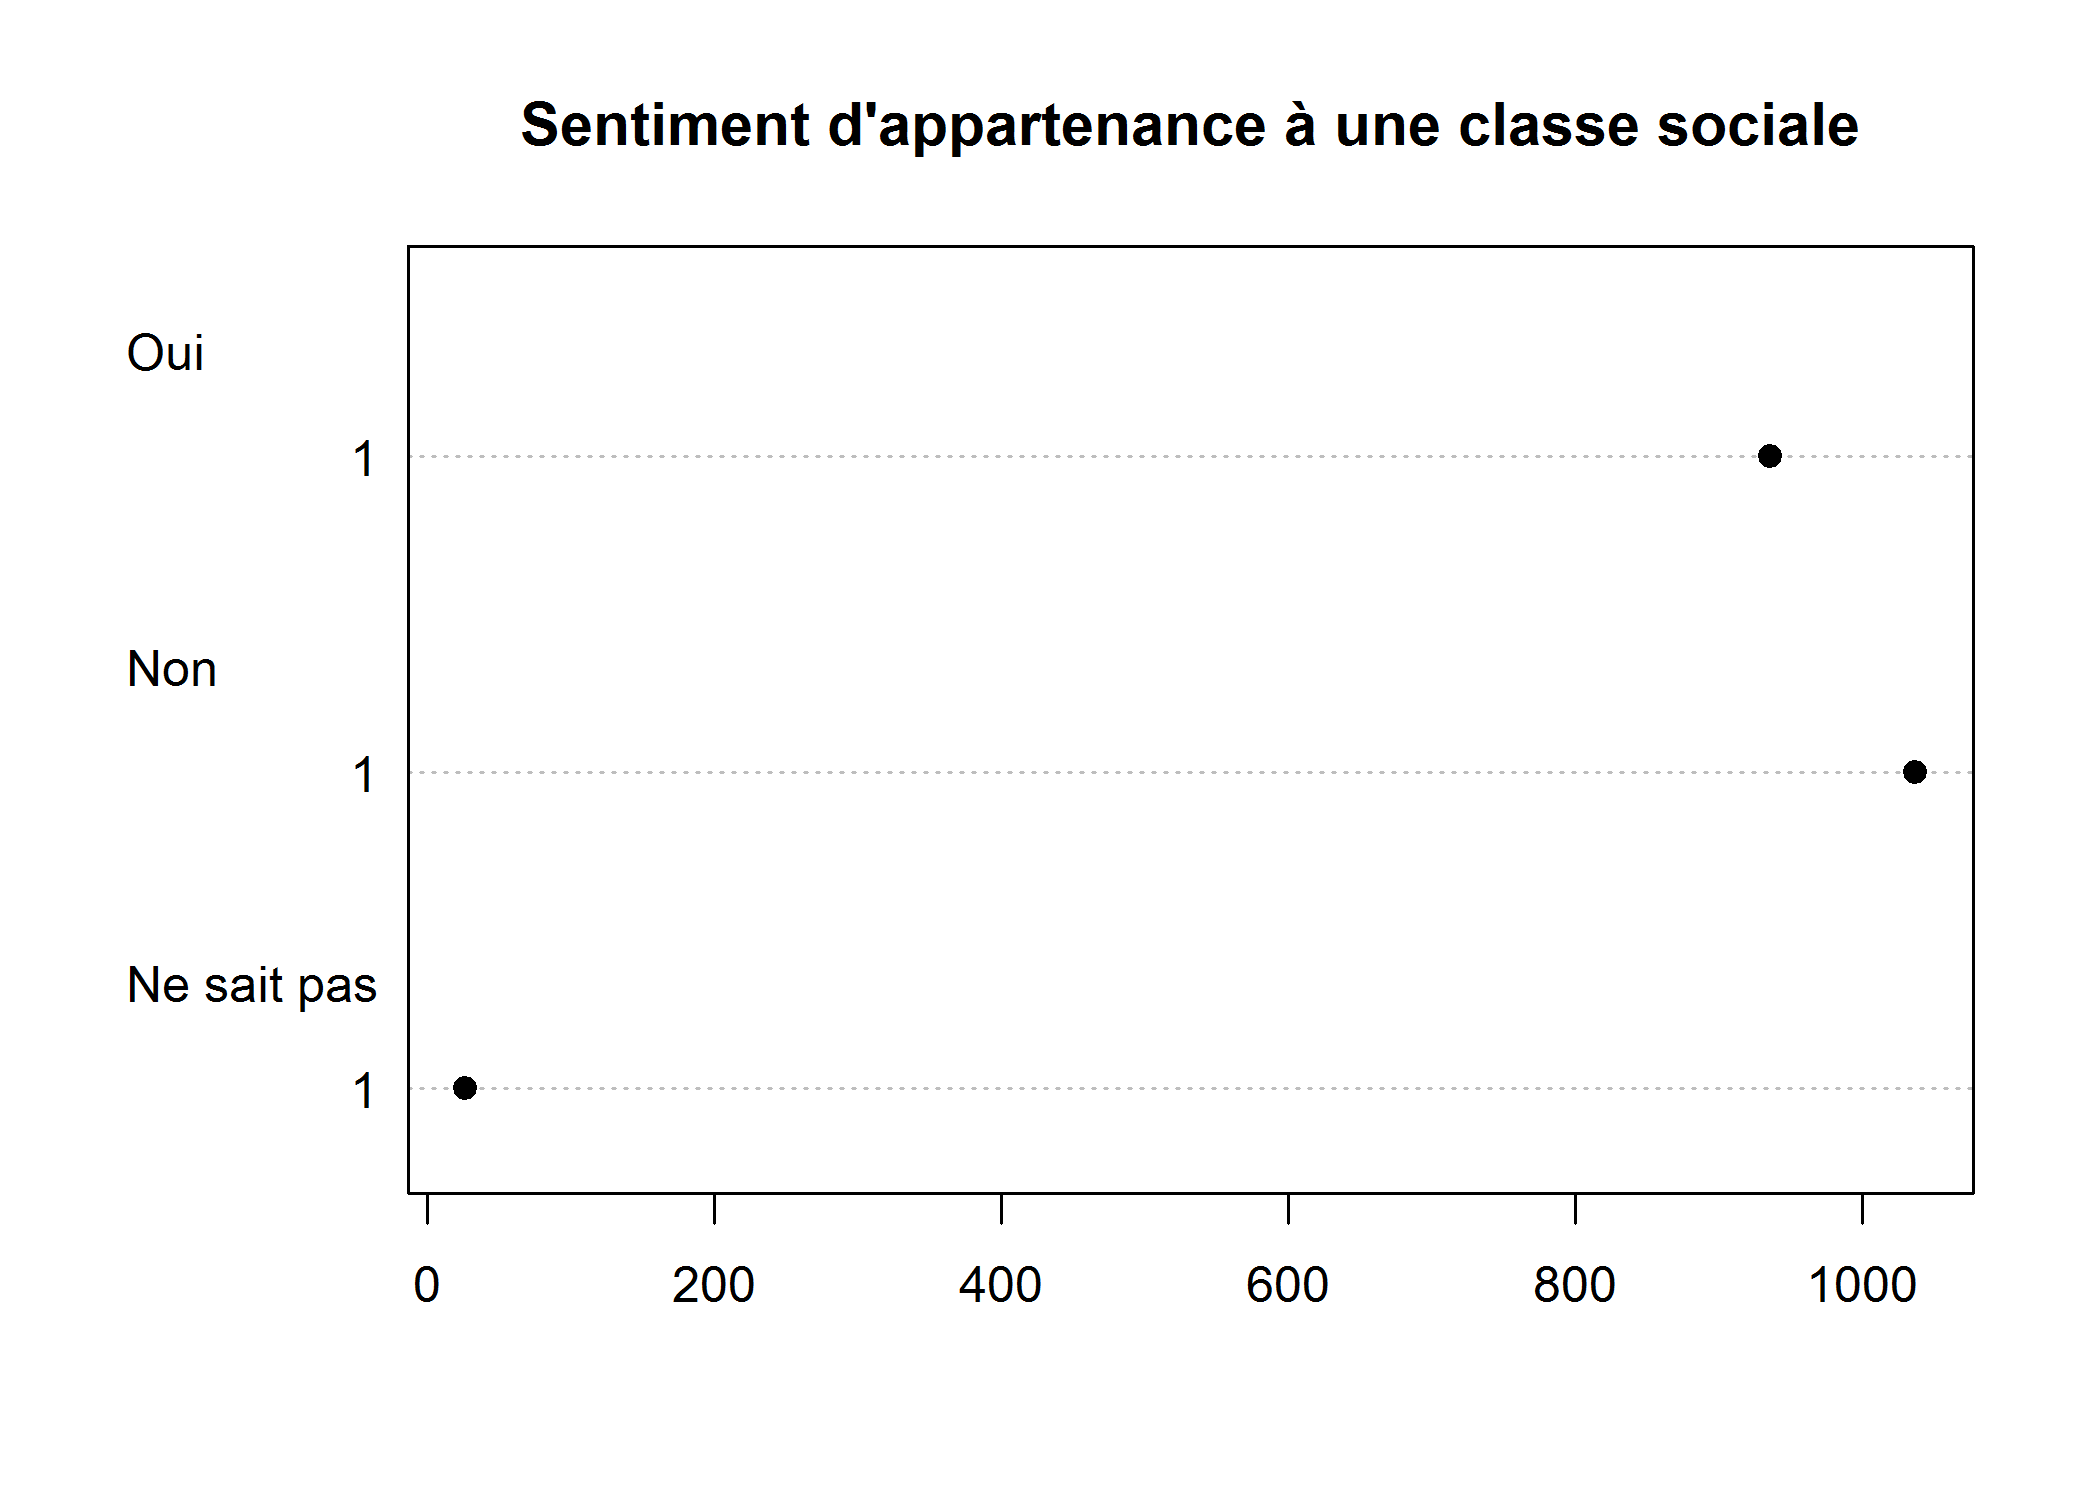 Sentiment d'appartenance à une classe sociale
Oui
1
Non
1
Ne sait pas
1
0 200 400 600 800 1000